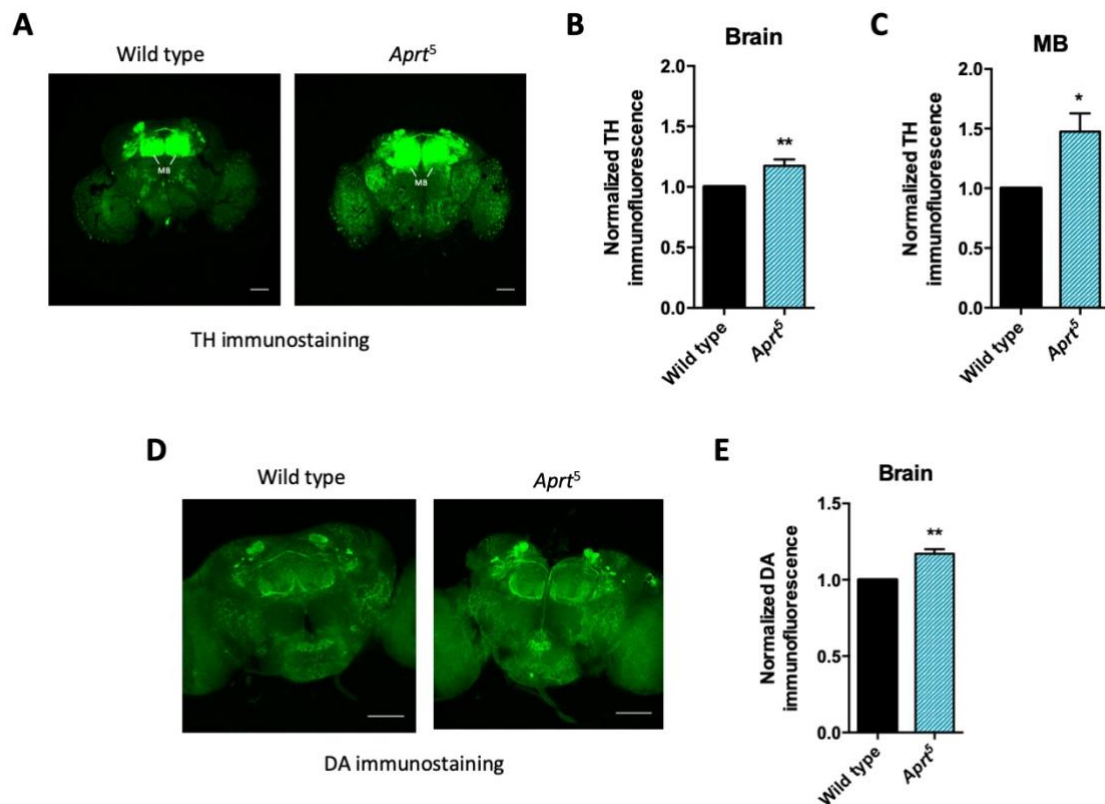 A
Wild type
Aprt⁵
MB
MB
TH immunostaining
B
Brain
Normalized TH
immunofluorescence
2.0
1.5
1.0
0.5
0.0
**
Wild type
Aprt⁵
C
MB
Normalized TH
immunofluorescence
2.0
1.5
1.0
0.5
0.0
*
Wild type
Aprt⁵
D
Wild type
Aprt⁵
DA immunostaining
E
Brain
Normalized DA
immunofluorescence
1.5
1.0
0.5
0.0
**
Wild type
Aprt⁵